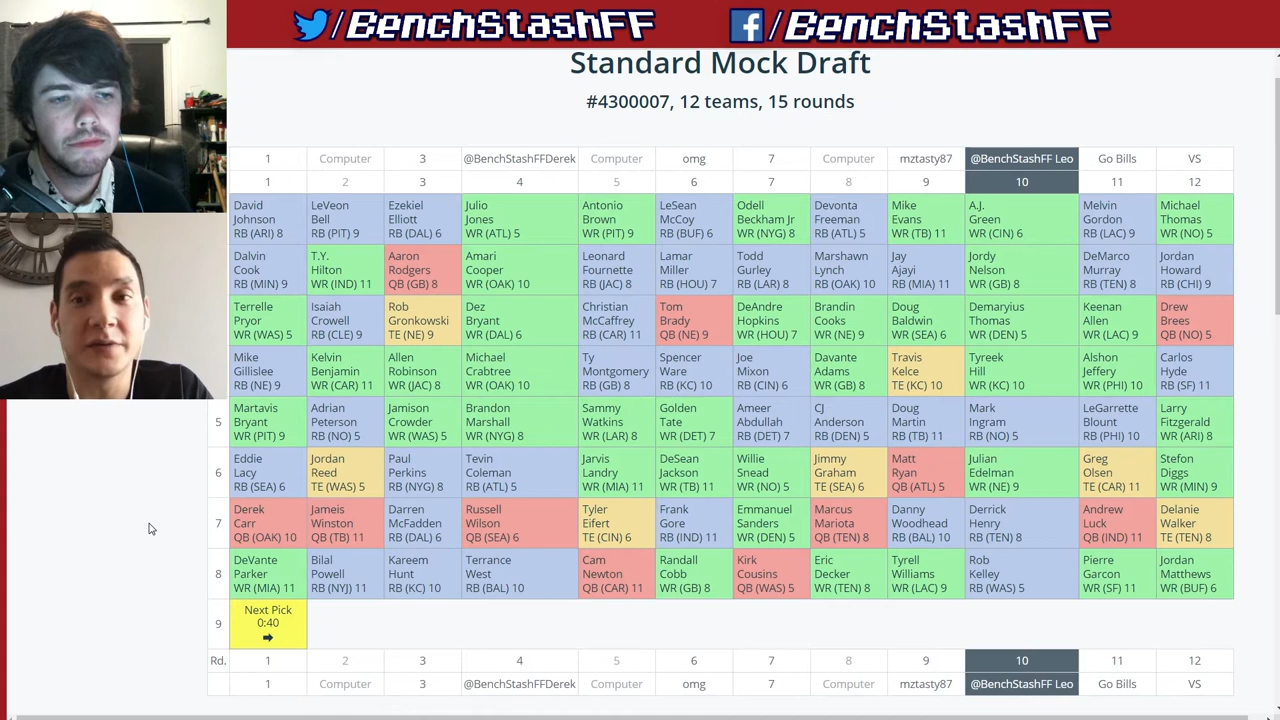 /BenchStashFF f/BenchStashFF
Standard Mock Draft
#4300007, 12 teams, 15 rounds
1 Computer 3 @BenchStashFFDerek Computer omg 7 Computer mztasty87 @BenchStashFF Leo Go Bills VS
1 2 3 4 5 6 7 8 9 10 11 12
David LeVeon Ezekiel Julio Antonio LeSean Odell Devonta Mike A.J. Melvin Michael
Johnson Bell Elliott Jones Brown McCoy Beckham Jr Freeman Evans Green Gordon Thomas
RB (ARI) 8 RB (PIT) 9 RB (DAL) 6 WR (ATL) 5 WR (PIT) 9 RB (BUF) 6 WR (NYG) 8 RB (ATL) 5 WR (TB) 11 WR (CIN) 6 RB (LAC) 9 WR (NO) 5
Dalvin T.Y. Aaron Amari Leonard Lamar Todd Marshawn Jay Jordy DeMarco Jordan
Cook Hilton Rodgers Cooper Fournette Miller Gurley Lynch Ajayi Nelson Murray Howard
RB (MIN) 9 WR (IND) 11 QB (GB) 8 WR (OAK) 10 RB (JAC) 8 RB (HOU) 7 RB (LAR) 8 RB (OAK) 10 RB (MIA) 11 WR (GB) 8 RB (TEN) 8 RB (CHI) 9
Terrelle Isaiah Rob Dez Christian Tom DeAndre Brandin Doug Demaryius Keenan Drew
Pryor Crowell Gronkowski Bryant McCaffrey Brady Hopkins Cooks Baldwin Thomas Allen Brees
WR (WAS) 5 RB (CLE) 9 TE (NE) 9 WR (DAL) 6 RB (CAR) 11 QB (NE) 9 WR (HOU) 7 WR (NE) 9 WR (SEA) 6 WR (DEN) 5 WR (LAC) 9 QB (NO) 5
Mike Kelvin Allen Michael Ty Spencer Joe Davante Travis Tyreek Alshon Carlos
Gillislee Benjamin Robinson Crabtree Montgomery Ware Mixon Adams Kelce Hill Jeffery Hyde
RB (NE) 9 WR (CAR) 11 WR (JAC) 8 WR (OAK) 10 RB (GB) 8 RB (KC) 10 RB (CIN) 6 WR (GB) 8 TE (KC) 10 WR (KC) 10 WR (PHI) 10 RB (SF) 11
Martavis Adrian Jamison Brandon Sammy Golden Ameer CJ Doug Mark LeGarrette Larry
5 Bryant Peterson Crowder Marshall Watkins Tate Abdullah Anderson Martin Ingram Blount Fitzgerald
WR (PIT) 9 RB (NO) 5 WR (WAS) 5 WR (NYG) 8 WR (LAR) 8 WR (DET) 7 RB (DET) 7 RB (DEN) 5 RB (TB) 11 RB (NO) 5 RB (PHI) 10 WR (ARI) 8
Eddie Jordan Paul Tevin Jarvis DeSean Willie Jimmy Matt Julian Greg Stefon
6 Lacy Reed Perkins Coleman Landry Jackson Snead Graham Ryan Edelman Olsen Diggs
RB (SEA) 6 TE (WAS) 5 RB (NYG) 8 RB (ATL) 5 WR (MIA) 11 WR (TB) 11 WR (NO) 5 TE (SEA) 6 QB (ATL) 5 WR (NE) 9 TE (CAR) 11 WR (MIN) 9
Derek Jameis Darren Russell Tyler Frank Emmanuel Marcus Danny Derrick Andrew Delanie
7 Carr Winston McFadden Wilson Eifert Gore Sanders Mariota Woodhead Henry Luck Walker
QB (OAK) 10 QB (TB) 11 RB (DAL) 6 QB (SEA) 6 TE (CIN) 6 RB (IND) 11 WR (DEN) 5 QB (TEN) 8 RB (BAL) 10 RB (TEN) 8 QB (IND) 11 TE (TEN) 8
DeVante Bilal Kareem Terrance Cam Randall Kirk Eric Tyrell Rob Pierre Jordan
8 Parker Powell Hunt West Newton Cobb Cousins Decker Williams Kelley Garcon Matthews
WR (MIA) 11 RB (NYJ) 11 RB (KC) 10 RB (BAL) 10 QB (CAR) 11 WR (GB) 8 QB (WAS) 5 WR (TEN) 8 WR (LAC) 9 RB (WAS) 5 WR (SF) 11 WR (BUF) 6
Next Pick
9 0:40
Rd. 1 2 3 4 5 6 7 8 9 10 11 12
1 Computer 3 @BenchStashFFDerek Computer omg 7 Computer mztasty87 @BenchStashFF Leo Go Bills VS